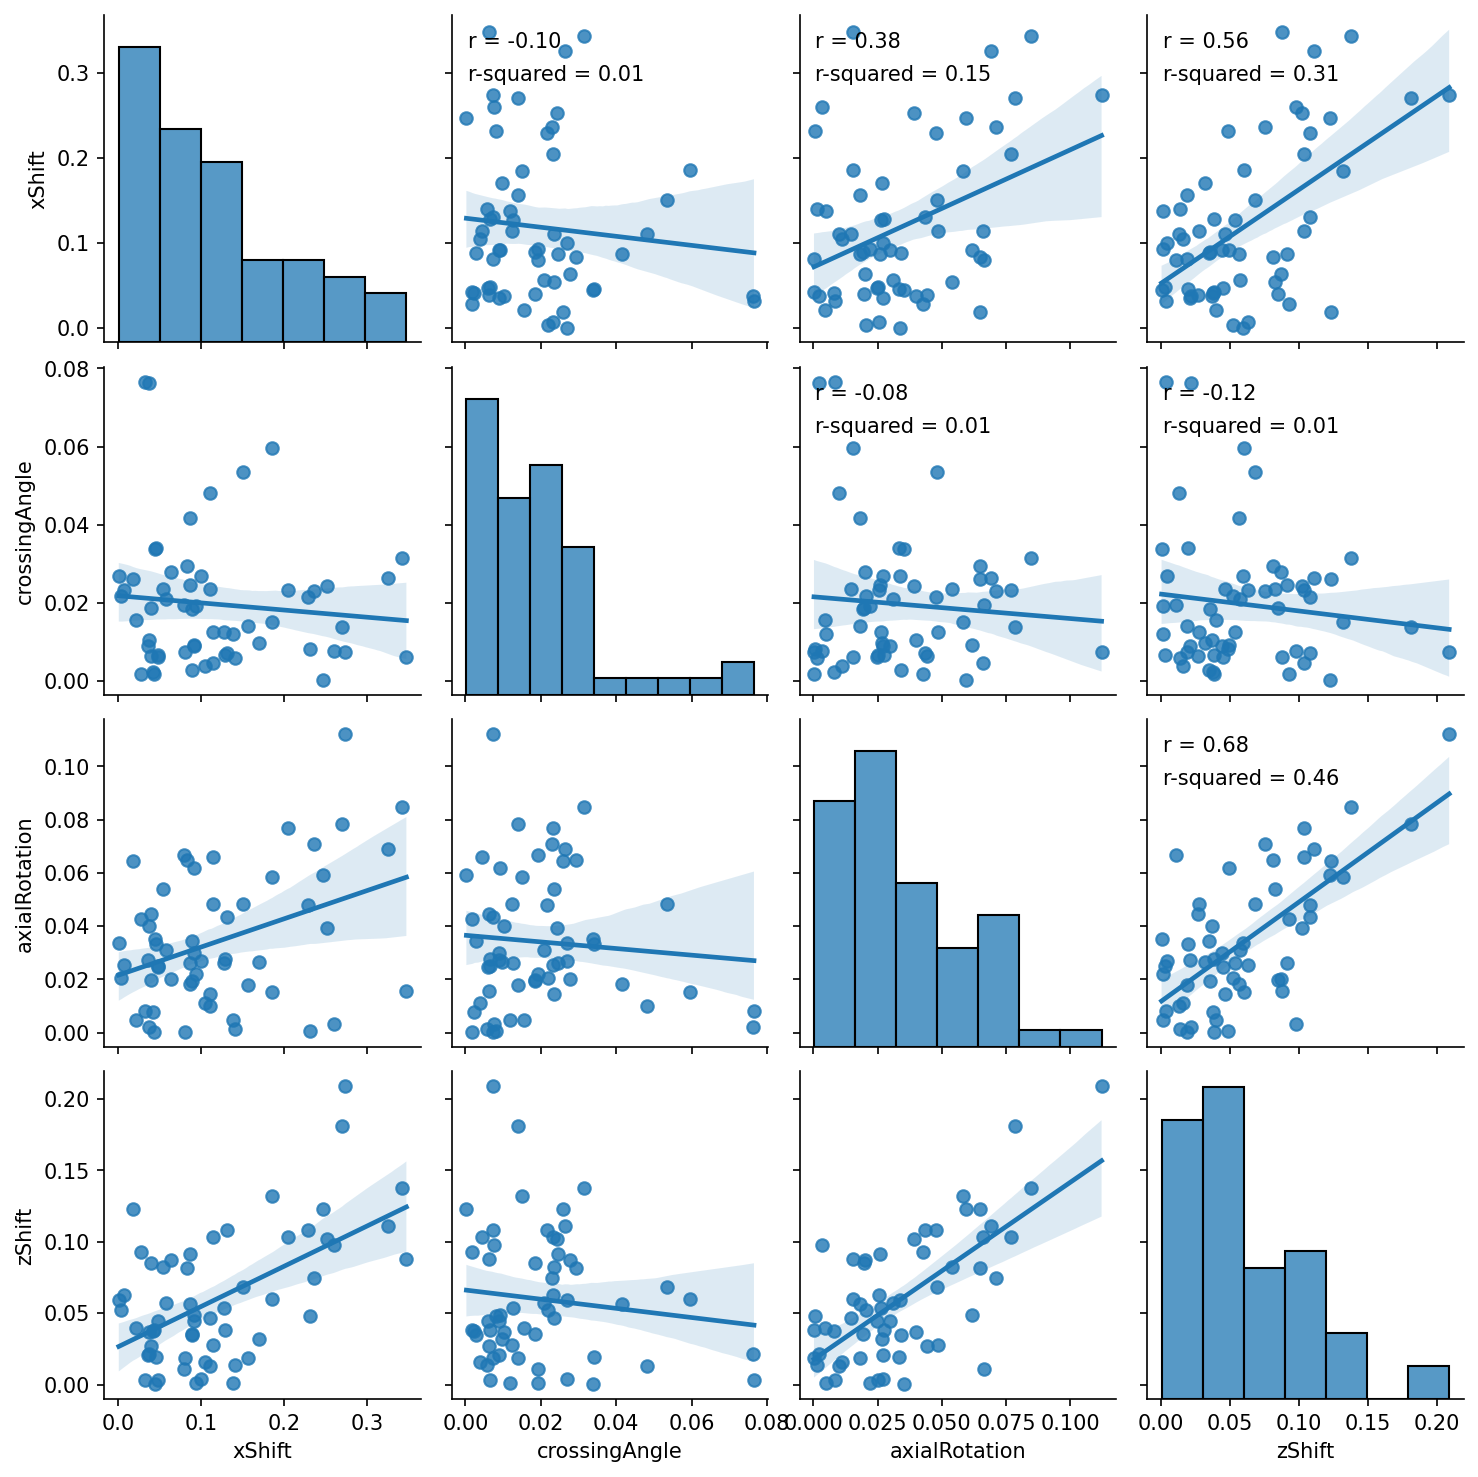 r = -0.10
r-squared = 0.01
r = 0.38
r-squared = 0.15
r = 0.56
r-squared = 0.31
0.3
0.2
0.1
0.0
xShift
r = -0.08
r-squared = 0.01
r = -0.12
r-squared = 0.01
0.08
0.06
0.04
0.02
0.00
crossingAngle
r = 0.68
r-squared = 0.46
0.10
0.08
0.06
0.04
0.02
0.00
axialRotation
0.20
0.15
0.10
0.05
0.00
zShift
0.0 0.1 0.2 0.3
xShift
0.00 0.02 0.04 0.06 0.08
crossingAngle
0.000 0.025 0.050 0.075 0.100
axialRotation
0.00 0.05 0.10 0.15 0.20
zShift